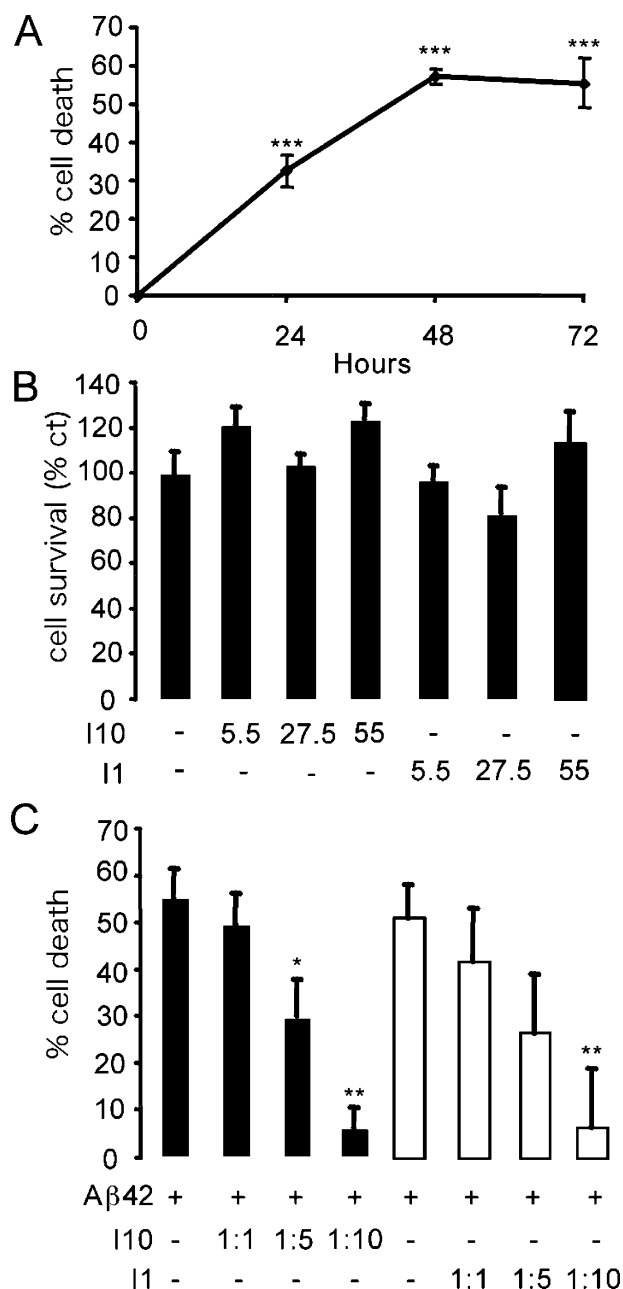 A
% cell death
70
60
50
40
30
20
10
0
***
***
***
0 24 48 72
Hours
B
cell survival (% ct)
140
120
100
80
60
40
20
0
I10 - 5.5 27.5 55 - - -
I1 - - - - 5.5 27.5 55
C
% cell death
70
60
50
40
30
20
10
0
*
**
**
Aβ42 + + + + + + + +
I10 - 1:1 1:5 1:10 - - - -
I1 - - - - - 1:1 1:5 1:10